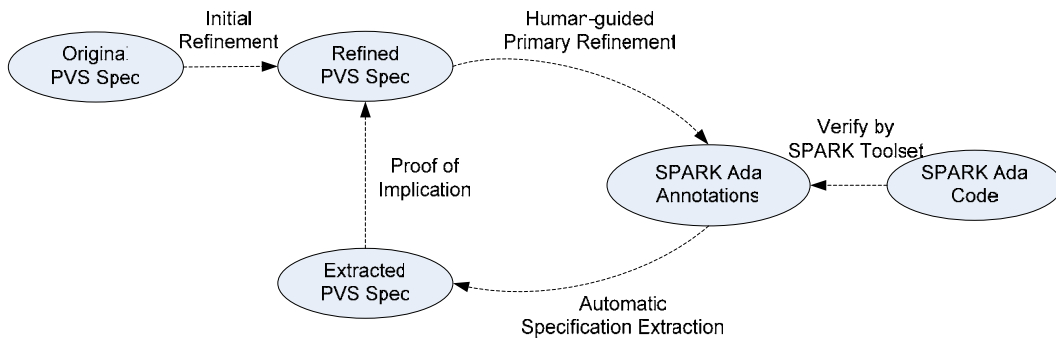 Initial
Refinement
Human-guided
Primary Refinement
Original
PVS Spec
Refined
PVS Spec
Verify by
SPARK Toolset
Proof of
Implication
SPARK Ada
Annotations
SPARK Ada
Code
Extracted
PVS Spec
Automatic
Specification Extraction